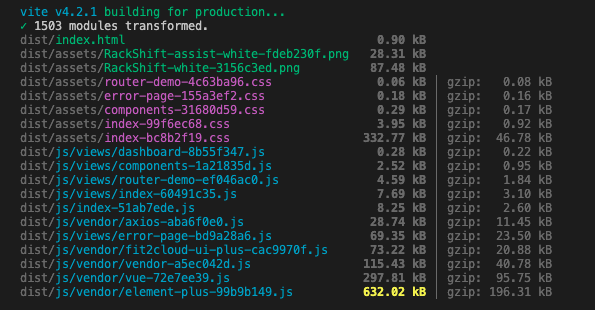 vite v4.2.1 building for production...
✓ 1503 modules transformed.
dist/index.html 0.90 kB
dist/assets/RackShift-assist-white-fdeb230f.png 28.31 kB
dist/assets/RackShift-white-3156c3ed.png 87.48 kB
dist/assets/router-demo-4c63ba96.css 0.06 kB │ gzip: 0.08 kB
dist/assets/error-page-155a3ef2.css 0.18 kB │ gzip: 0.16 kB
dist/assets/components-31680d59.css 0.29 kB │ gzip: 0.17 kB
dist/assets/index-99f6ec68.css 3.95 kB │ gzip: 0.92 kB
dist/assets/index-bc8b2f19.css 332.77 kB │ gzip: 46.78 kB
dist/js/views/dashboard-8b55f347.js 0.28 kB │ gzip: 0.22 kB
dist/js/views/components-1a21835d.js 2.52 kB │ gzip: 0.95 kB
dist/js/views/router-demo-ef046ac0.js 4.59 kB │ gzip: 1.84 kB
dist/js/views/index-60491c35.js 7.69 kB │ gzip: 3.10 kB
dist/js/index-51ab7ede.js 8.25 kB │ gzip: 2.60 kB
dist/js/vendor/axios-aba6f0e0.js 28.74 kB │ gzip: 11.45 kB
dist/js/views/error-page-bd9a28a6.js 69.35 kB │ gzip: 23.50 kB
dist/js/vendor/fit2cloud-ui-plus-cac9970f.js 73.22 kB │ gzip: 20.88 kB
dist/js/vendor/vendor-a5ec042d.js 115.43 kB │ gzip: 40.78 kB
dist/js/vendor/vue-72e7ee39.js 297.81 kB │ gzip: 95.75 kB
dist/js/vendor/element-plus-99b9b149.js 632.02 kB │ gzip: 196.31 kB